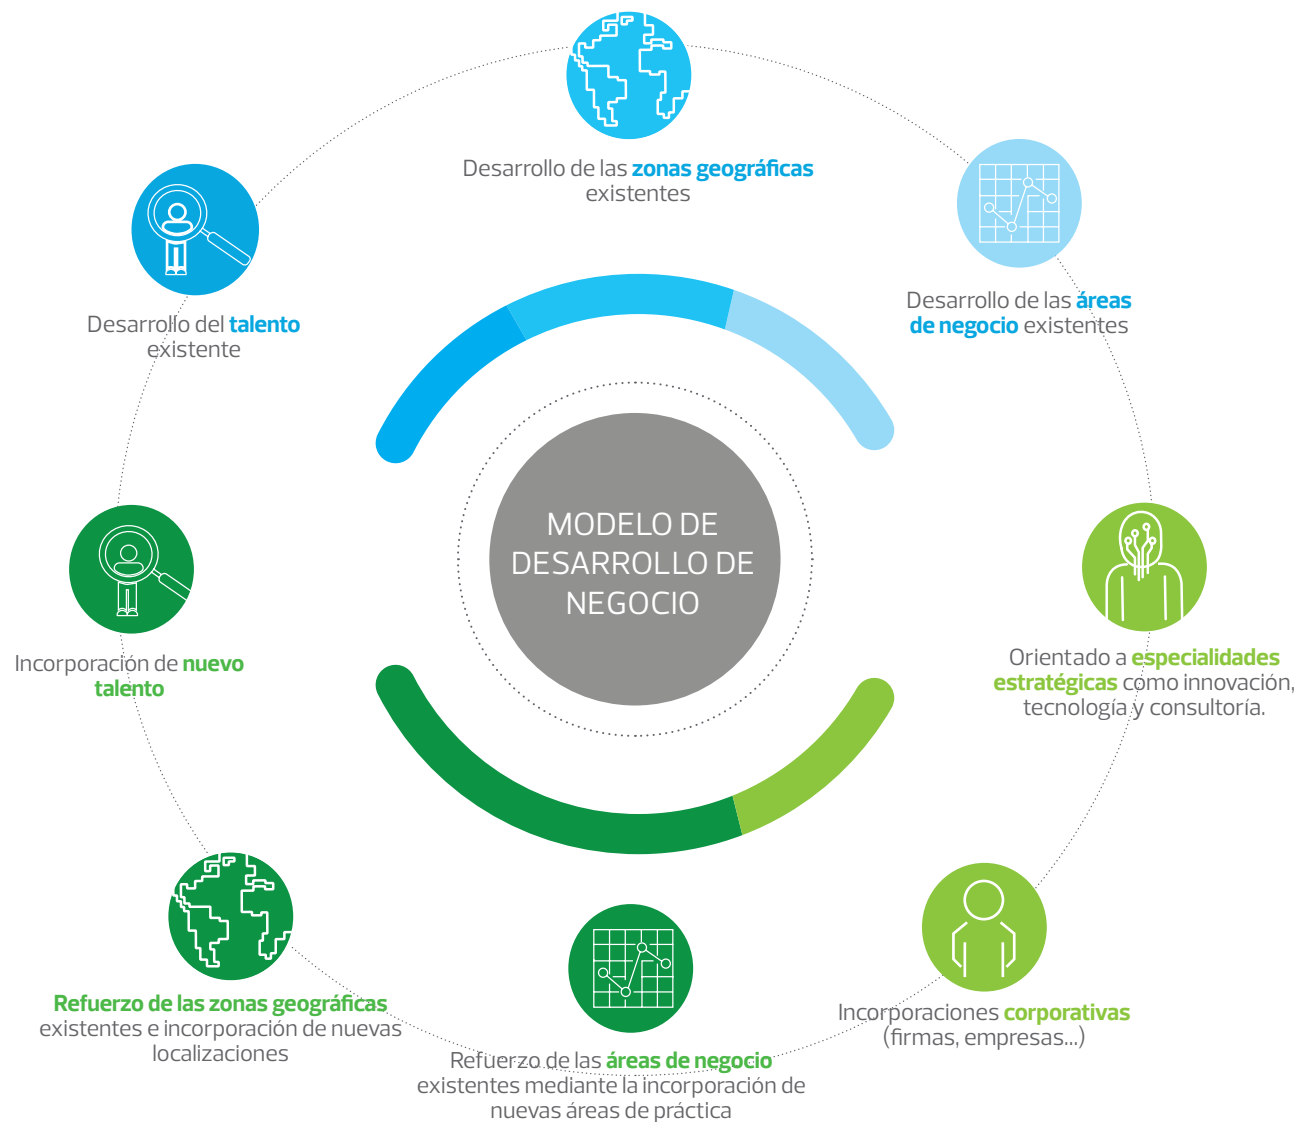 Desarrollo de las zonas geográficas
existentes
Desarrollo de las áreas
de negocio existentes
Desarrollo del talento
existente
MODELO DE
DESARROLLO DE
NEGOCIO
Incorporación de nuevo
talento
Orientado a especialidades
estratégicas como innovación,
tecnología y consultoría.
Refuerzo de las zonas geográficas
existentes e incorporación de nuevas
localizaciones
Refuerzo de las áreas de negocio
existentes mediante la incorporación de
nuevas áreas de práctica
Incorporaciones corporativas
(firmas, empresas...)